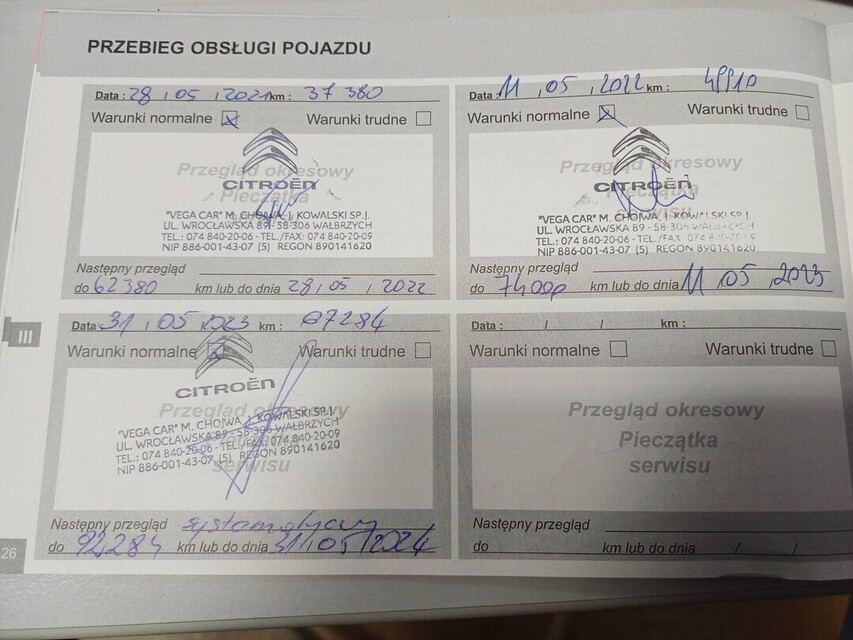 PRZEBIEG OBSŁUGI POJAZDU
Data : 28 / 05 / 2021 km : 37 380
Warunki normalne Warunki trudne
Przegląd okresowy
CITROËN
Pieczątka
"VEGA CAR" M. CHOJWA, J. KOWALSKI SP.J.
UL. WROCŁAWSKA 89 - 58-306 WAŁBRZYCH
TEL.: 074 840-20-06 - TEL./FAX: 074 840-20-09
NIP 886-001-43-07 (5) REGON 890141620
Następny przegląd
do 62380 km lub do dnia 28 / 05 / 2022
Data : 11 / 05 / 2022 km : 49910
Warunki normalne Warunki trudne
Przegląd okresowy
CITROËN
Pieczątka
serwisu
"VEGA CAR" M. CHOJWA, J. KOWALSKI SP.J.
UL. WROCŁAWSKA 89 - 58-306 WAŁBRZYCH
TEL.: 074 840-20-06 - TEL./FAX: 074 840-20-09
NIP 886-001-43-07 (5) REGON 890141620
Następny przegląd
do km lub do dnia 11 / 05 / 2023
III
Data : 31 / 05 / 2023 km : 67284
Warunki normalne Warunki trudne
CITROËN
Przegląd okresowy
"VEGA CAR" M. CHOJWA, J. KOWALSKI SP.J.
UL. WROCŁAWSKA 89 - 58-306 WAŁBRZYCH
TEL.: 074 840-20-06 - TEL./FAX: 074 840-20-09
NIP 886-001-43-07 (5) REGON 890141620
serwisu
Następny przegląd
do 92284 km lub do dnia 31 / 05 / 2024
Data : / / km :
Warunki normalne Warunki trudne
Przegląd okresowy
Pieczątka
serwisu
Następny przegląd
do km lub do dnia / /
26